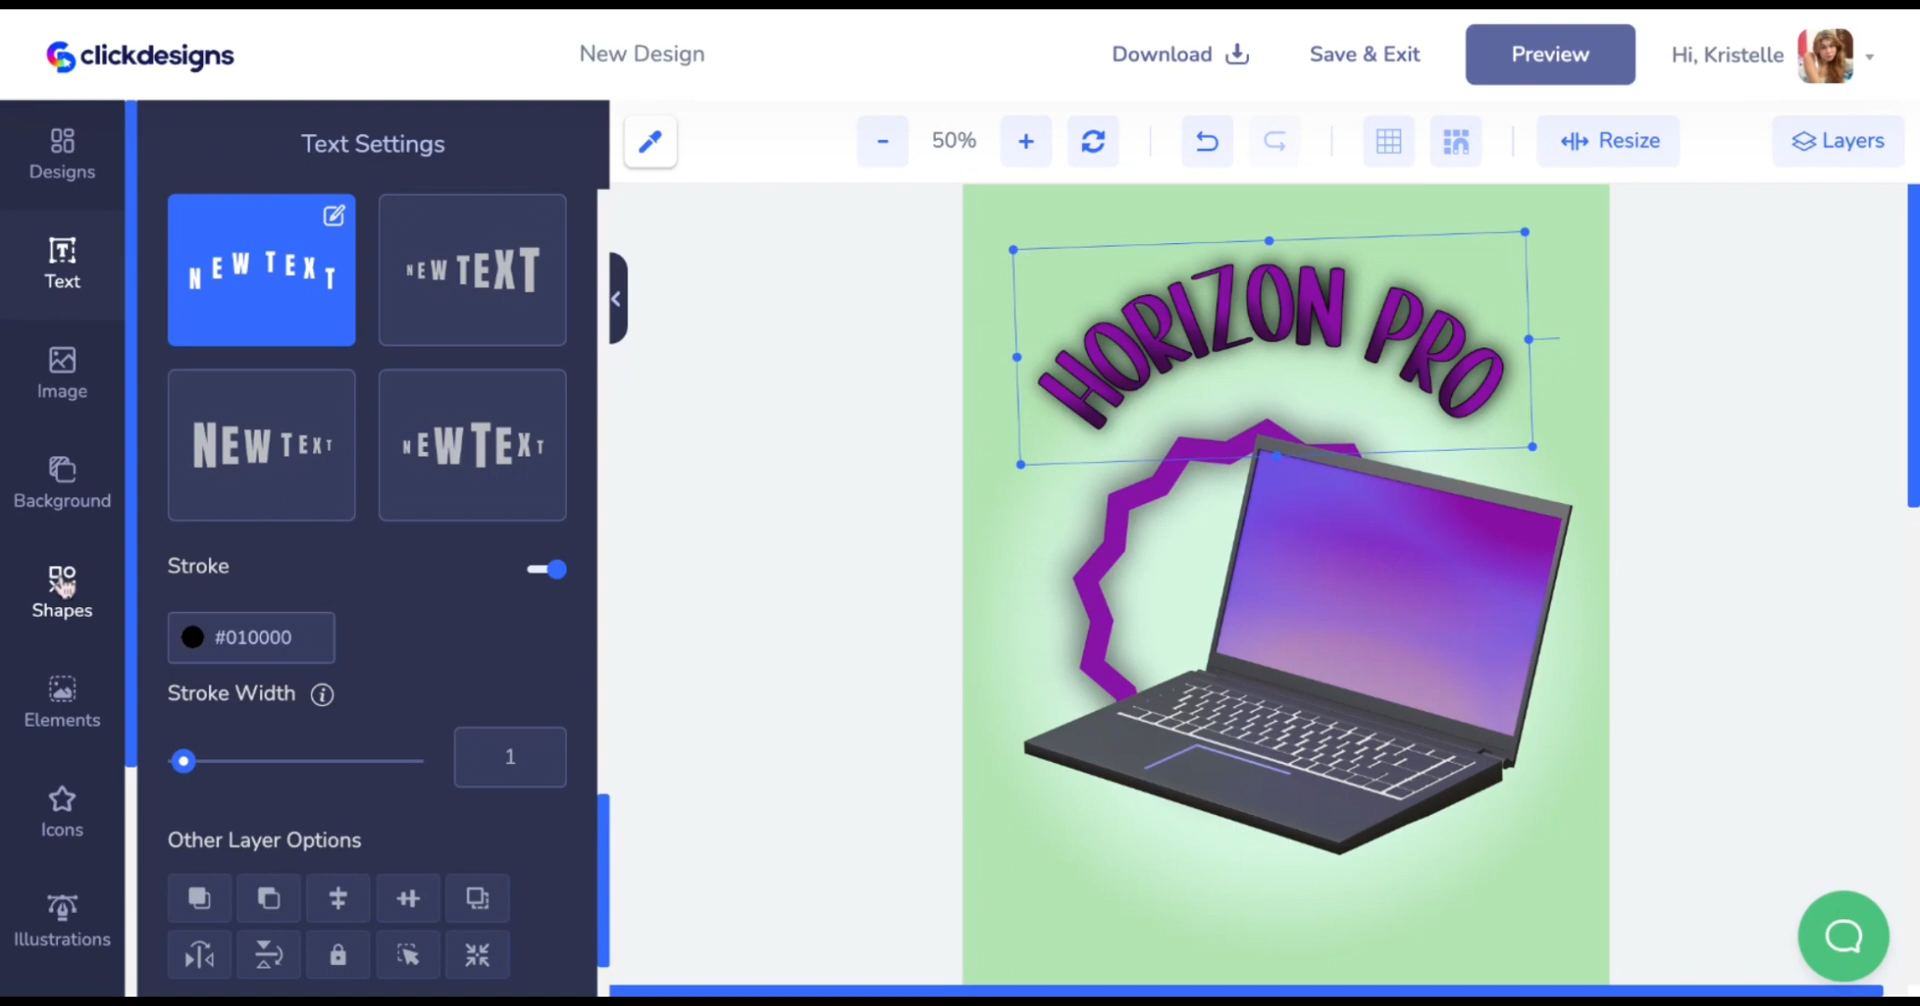 clickdesigns
New Design
Download
Save & Exit
Preview
Hi, Kristelle
Designs
Text
Image
Background
Shapes
Elements
Icons
Illustrations
Text Settings
NEW TEXT
NEW TEXT
NEW TEXT
NEW TEXT
Stroke
#010000
Stroke Width
1
Other Layer Options
-
50%
+
Resize
Layers
HORIZON PRO